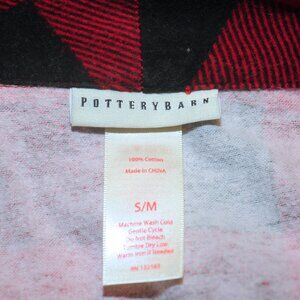 POTTERYBARN
100% Cotton
Made in CHINA
S/M
Machine Wash Cold
Gentle Cycle
Do Not Bleach
Tumble Dry Low
Warm Iron if Needed